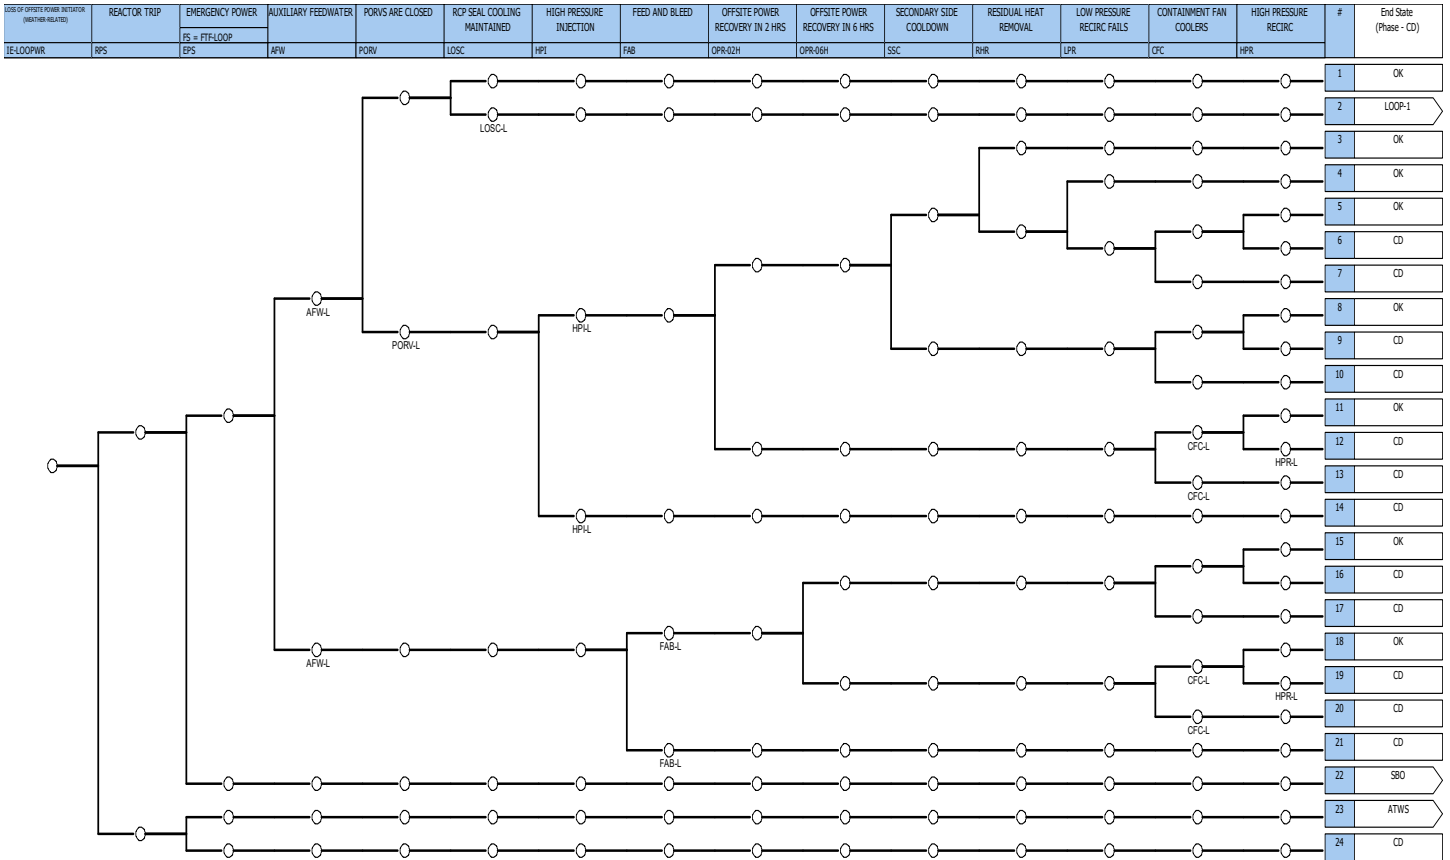 LOSS OF OFFSITE POWER INITIATOR
(WEATHER-RELATED)
IE-LOOPWR
REACTOR TRIP
RPS
EMERGENCY POWER
FS = FTF-LOOP
EPS
AUXILIARY FEEDWATER
AFW
PORVS ARE CLOSED
PORV
RCP SEAL COOLING
MAINTAINED
LOSC
HIGH PRESSURE
INJECTION
HPI
FEED AND BLEED
FAB
OFFSITE POWER
RECOVERY IN 2 HRS
OPR-02H
OFFSITE POWER
RECOVERY IN 6 HRS
OPR-06H
SECONDARY SIDE
COOLDOWN
SSC
RESIDUAL HEAT
REMOVAL
RHR
LOW PRESSURE
RECIRC FAILS
LPR
CONTAINMENT FAN
COOLERS
CFC
HIGH PRESSURE
RECIRC
HPR
#
End State
(Phase - CD)
1 OK
2 LOOP-1
LOSC-L
3 OK
4 OK
5 OK
6 CD
7 CD
AFW-L
8 OK
HPI-L
PORV-L
9 CD
10 CD
11 OK
12 CD
CFC-L
HPR-L
13 CD
CFC-L
14 CD
HPI-L
15 OK
16 CD
17 CD
18 OK
FAB-L
AFW-L
19 CD
CFC-L
HPR-L
20 CD
CFC-L
21 CD
FAB-L
22 SBO
23 ATWS
24 CD